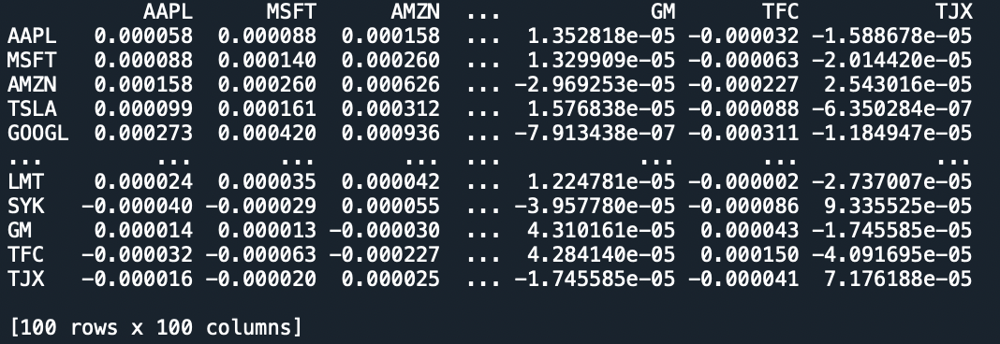 AAPL MSFT AMZN ... GM TFC TJX
AAPL 0.000058 0.000088 0.000158 ... 1.352818e-05 -0.000032 -1.588678e-05
MSFT 0.000088 0.000140 0.000260 ... 1.329909e-05 -0.000063 -2.014420e-05
AMZN 0.000158 0.000260 0.000626 ... -2.969253e-05 -0.000227 2.543016e-05
TSLA 0.000099 0.000161 0.000312 ... 1.576838e-05 -0.000088 -6.350284e-07
GOOGL 0.000273 0.000420 0.000936 ... -7.913438e-07 -0.000311 -1.184947e-05
... ... ... ... ... ... ... ...
LMT 0.000024 0.000035 0.000042 ... 1.224781e-05 -0.000002 -2.737007e-05
SYK -0.000040 -0.000029 0.000055 ... -3.957780e-05 -0.000086 9.335525e-05
GM 0.000014 0.000013 -0.000030 ... 4.310161e-05 0.000043 -1.745585e-05
TFC -0.000032 -0.000063 -0.000227 ... 4.284140e-05 0.000150 -4.091695e-05
TJX -0.000016 -0.000020 0.000025 ... -1.745585e-05 -0.000041 7.176188e-05
[100 rows x 100 columns]